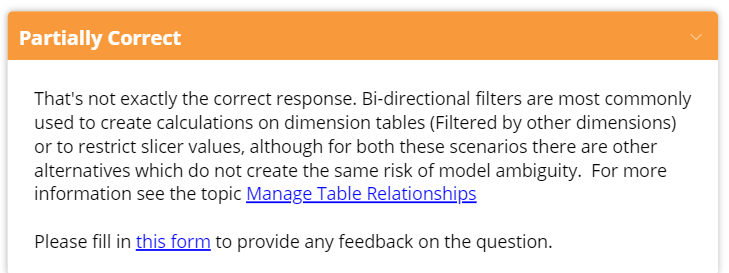 Partially Correct
That's not exactly the correct response. Bi-directional filters are most commonly
used to create calculations on dimension tables (Filtered by other dimensions)
or to restrict slicer values, although for both these scenarios there are other
alternatives which do not create the same risk of model ambiguity.  For more
information see the topic Manage Table Relationships
Please fill in this form to provide any feedback on the question.